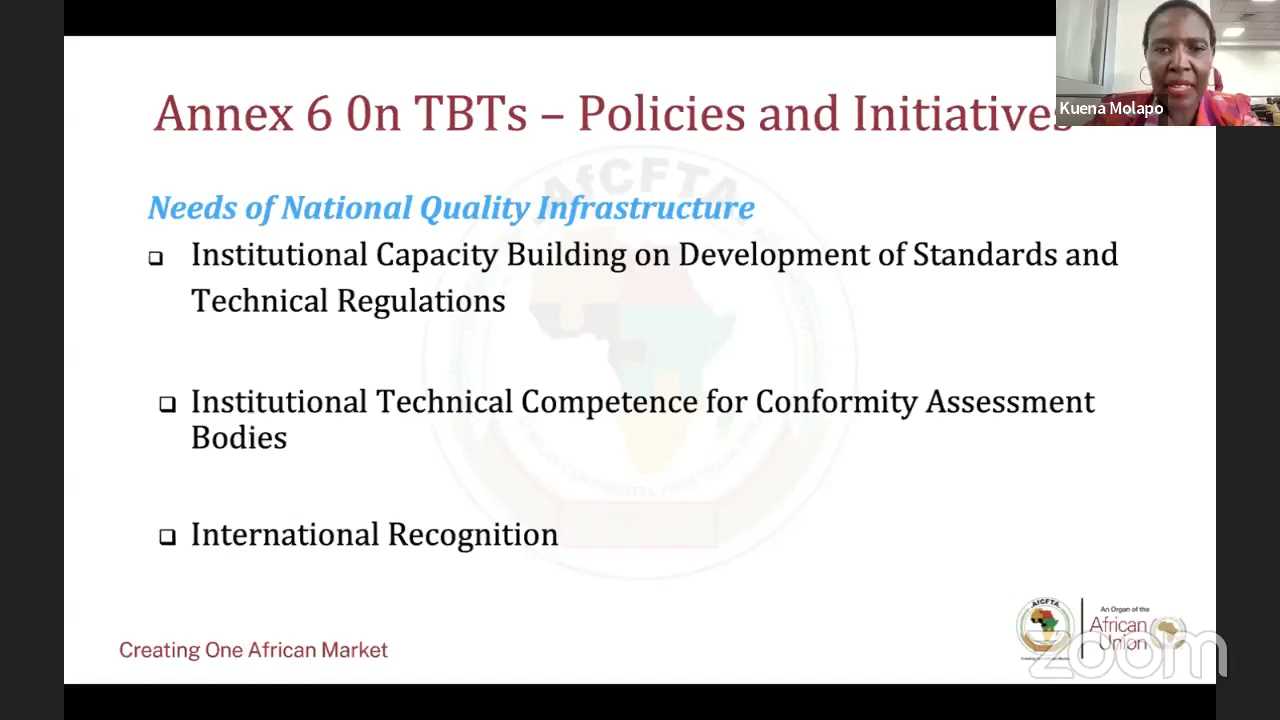 Annex 6 0n TBTs – Policies and Initiatives
Kuena Molapo
Needs of National Quality Infrastructure
Institutional Capacity Building on Development of Standards and
Technical Regulations
Institutional Technical Competence for Conformity Assessment
Bodies
International Recognition
Creating One African Market
AfCFTA
An Organ of the
African
Union
zoom